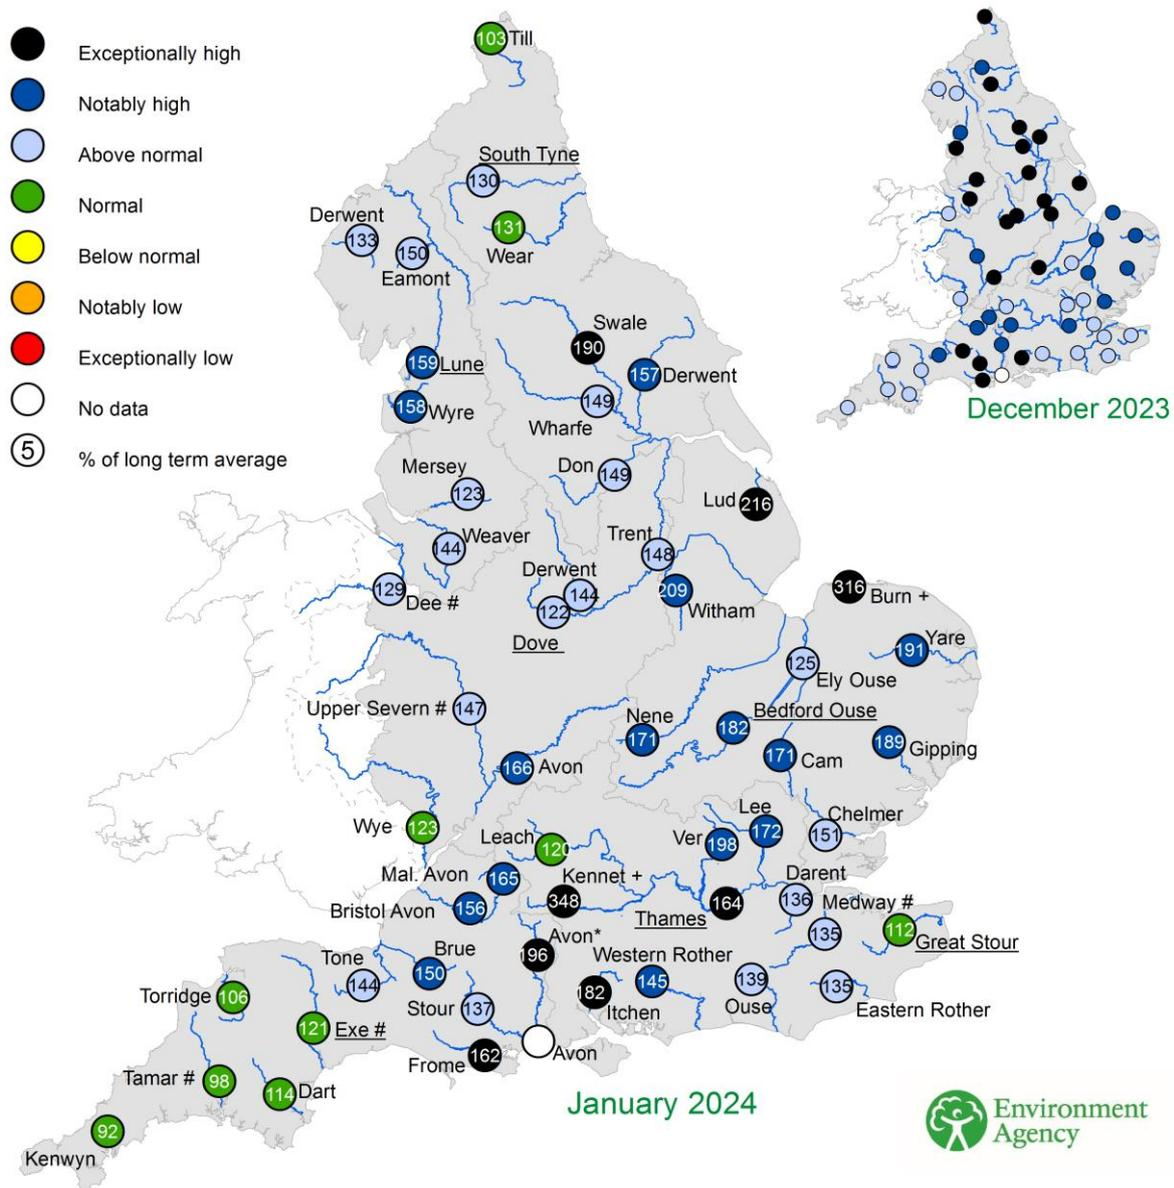 Exceptionally high
Notably high
Above normal
Normal
Below normal
Notably low
Exceptionally low
No data
5
% of long term average
December 2023
103 Till
South Tyne
130
Derwent
133
150
Eamont
131
Wear
Swale
190
159 Lune
157 Derwent
158 Wyre
149
Wharfe
Mersey
123
Don 149
Lud 216
Weaver
144
Trent
148
Derwent
144
129
Dee #
122
Dove
209
Witham
316
Burn +
Yare
191
125
Ely Ouse
Upper Severn # 147
Nene
171
Bedford Ouse
182
189 Gipping
171 Cam
166 Avon
Wye 123
Leach 120
Ver 198
Lee
172
Chelmer
151
Mal. Avon 165
Kennet +
348
Darent
136
Medway #
Bristol Avon 156
Thames 164
135
112
Great Stour
Avon*
196
Western Rother
145
Brue
150
Tone
144
Torridge 106
Stour 137
182
Itchen
139
Ouse
135
Eastern Rother
121 Exe #
Avon
Frome 162
Tamar # 98
114 Dart
92
Kenwyn
January 2024
Environment
Agency